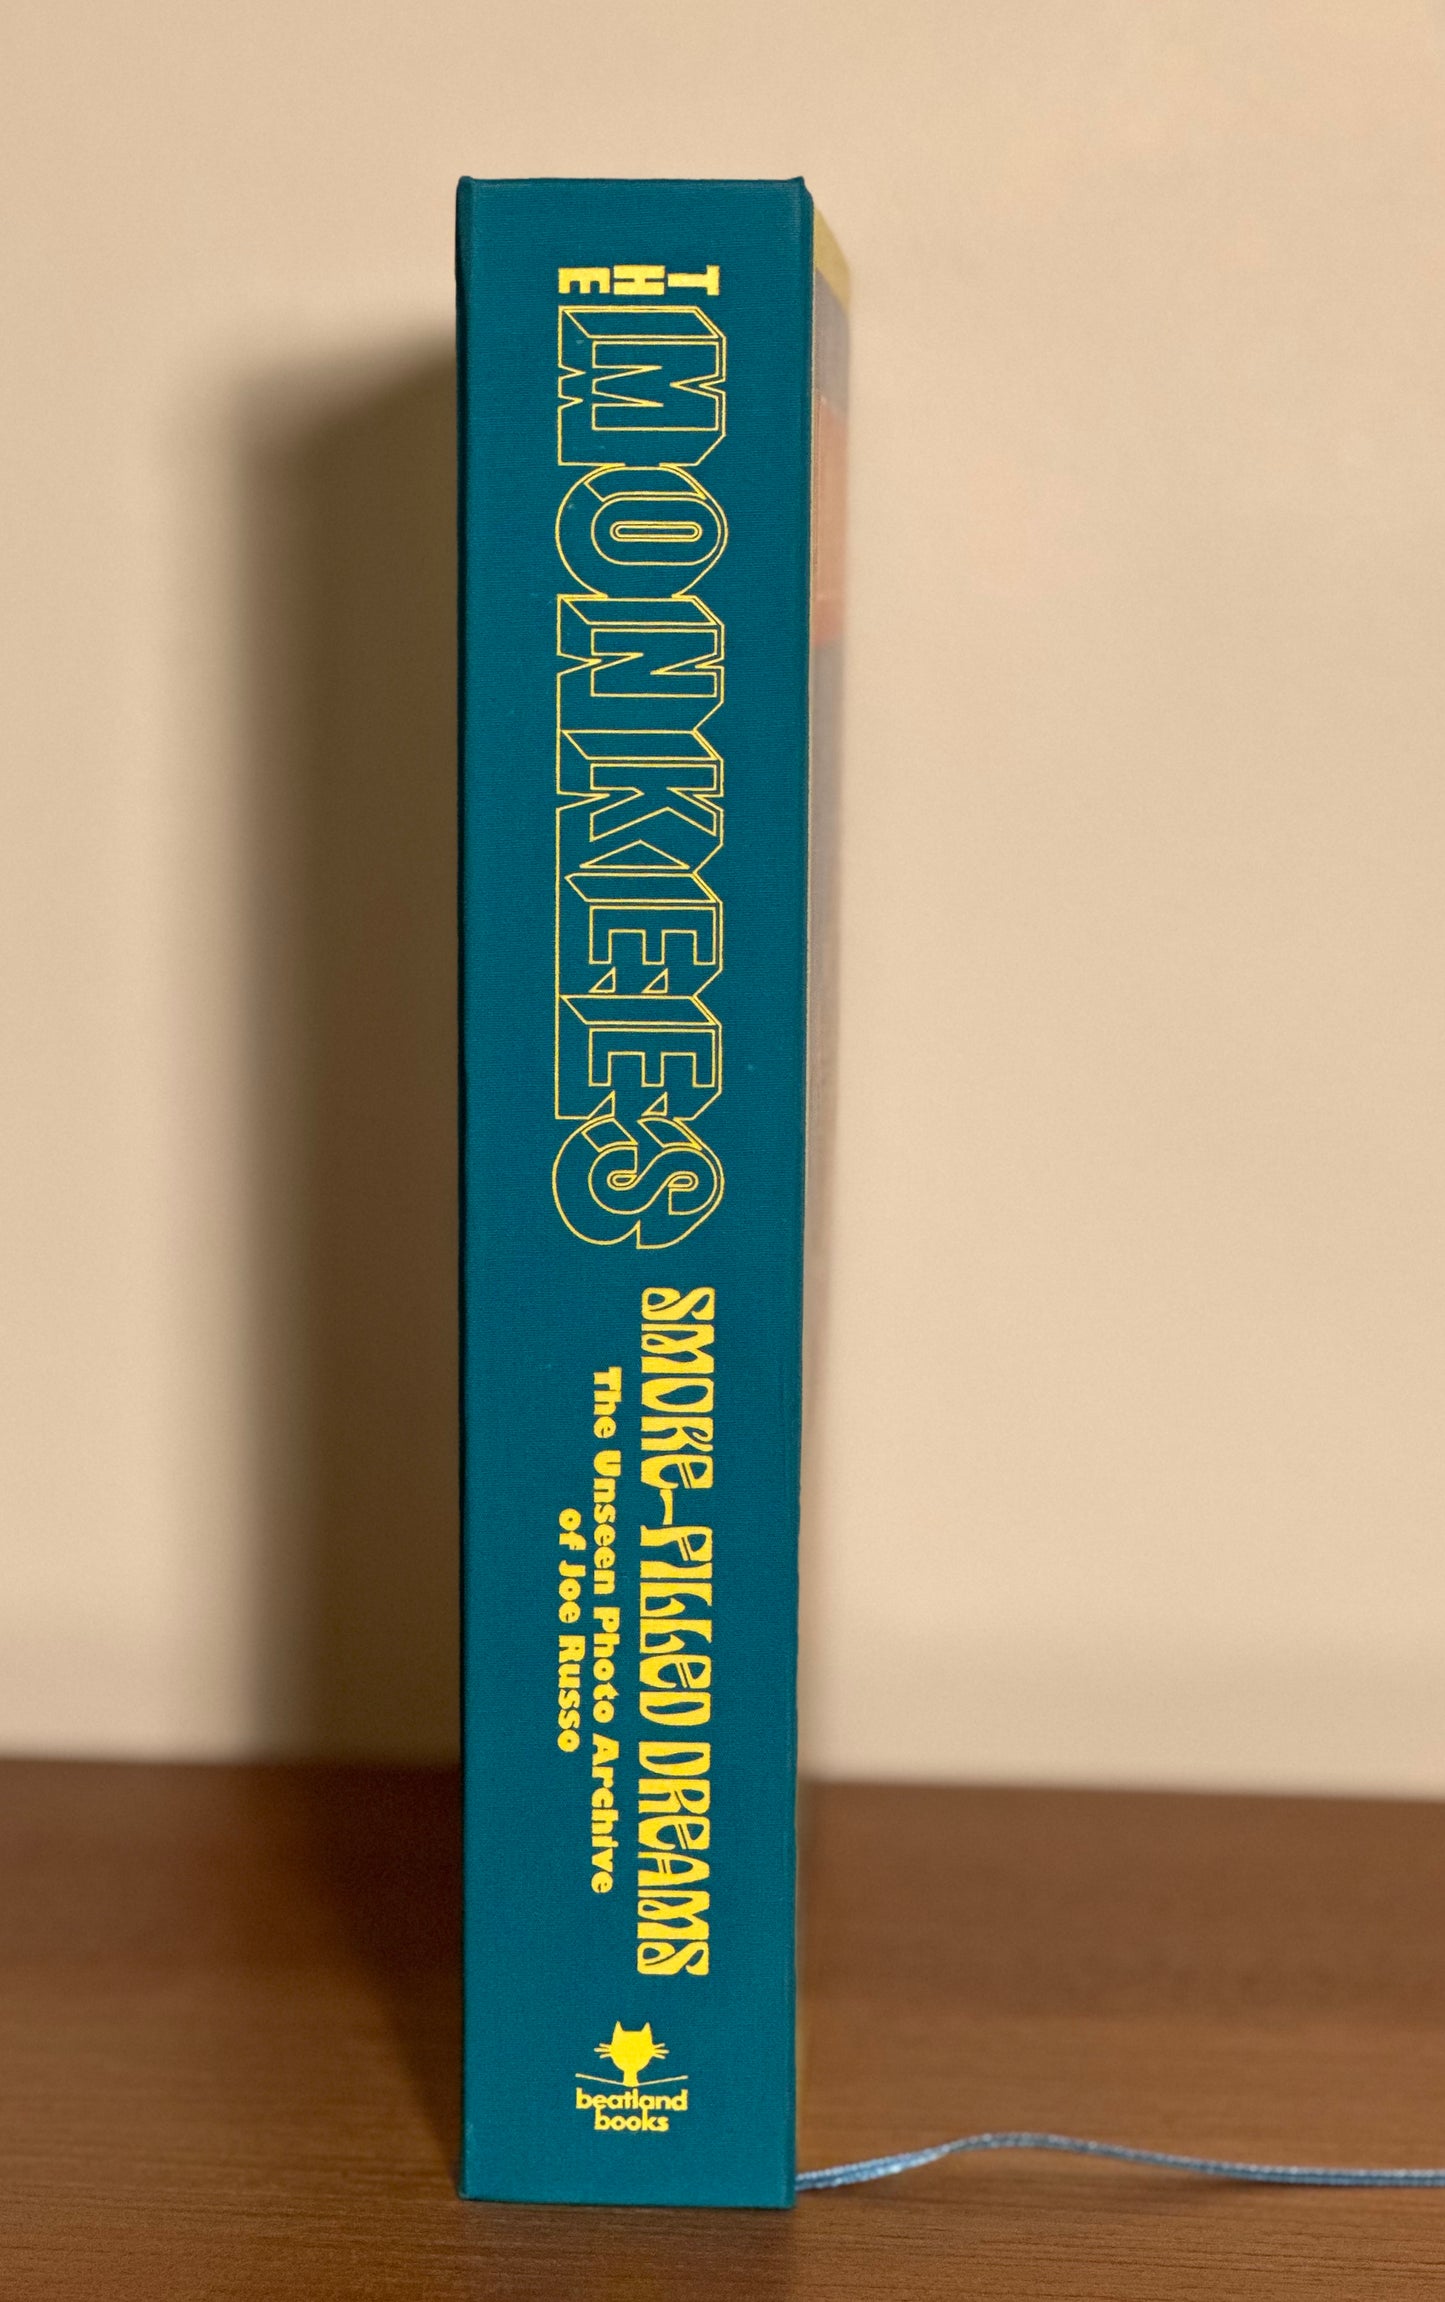 THE
MONKEES
SMOKE-FILLED DREAMS
The Unseen Photo Archive
of Joe Russo
beatland
books